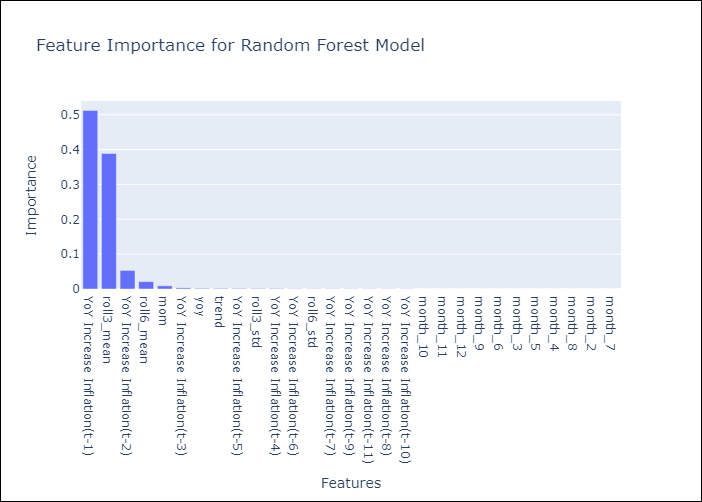 Feature Importance for Random Forest Model
Importance
0.5
0.4
0.3
0.2
0.1
0
YoY Increase Inflation(t-1)
roll3_mean
YoY Increase Inflation(t-2)
roll6_mean
mom
YoY Increase Inflation(t-3)
yoy
trend
YoY Increase Inflation(t-5)
roll3_std
YoY Increase Inflation(t-4)
YoY Increase Inflation(t-6)
roll6_std
YoY Increase Inflation(t-7)
YoY Increase Inflation(t-9)
YoY Increase Inflation(t-11)
YoY Increase Inflation(t-8)
YoY Increase Inflation(t-10)
month_10
month_11
month_12
month_9
month_6
month_3
month_5
month_4
month_8
month_2
month_7
Features